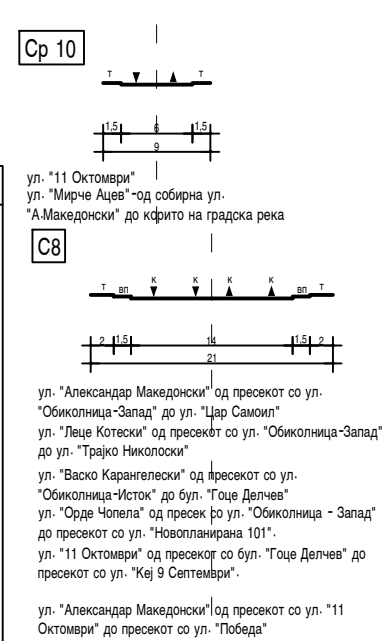 Ср 10
т т
1,5 6 1,5
9
ул. "11 Октомври"
ул. "Мирче Ацев"-од собирна ул.
"А.Македонски" до корито на градска река
С8
т вп к к к к вп т
2 1,5 14 1,5 2
21
ул. "Александар Македонски" од пресекот со ул.
"Обиколница-Запад" до ул. "Цар Самоил"
ул. "Леце Котески" од пресекот со ул. "Обиколница-Запад"
до ул. "Трајко Николоски"
ул. "Васко Карангелески" од пресекот со ул.
"Обиколница-Исток" до бул. "Гоце Делчев"
ул. "Орде Чопела" од пресек со ул. "Обиколница - Запад"
до пресекот со ул. "Новопланирана 101".
ул. "11 Октомври" од пресекот со бул. "Гоце Делчев" до
пресекот со ул. "Кеј 9 Септември".
ул. "Александар Македонски" од пресекот со ул. "11
Октомври" до пресекот со ул. "Победа"